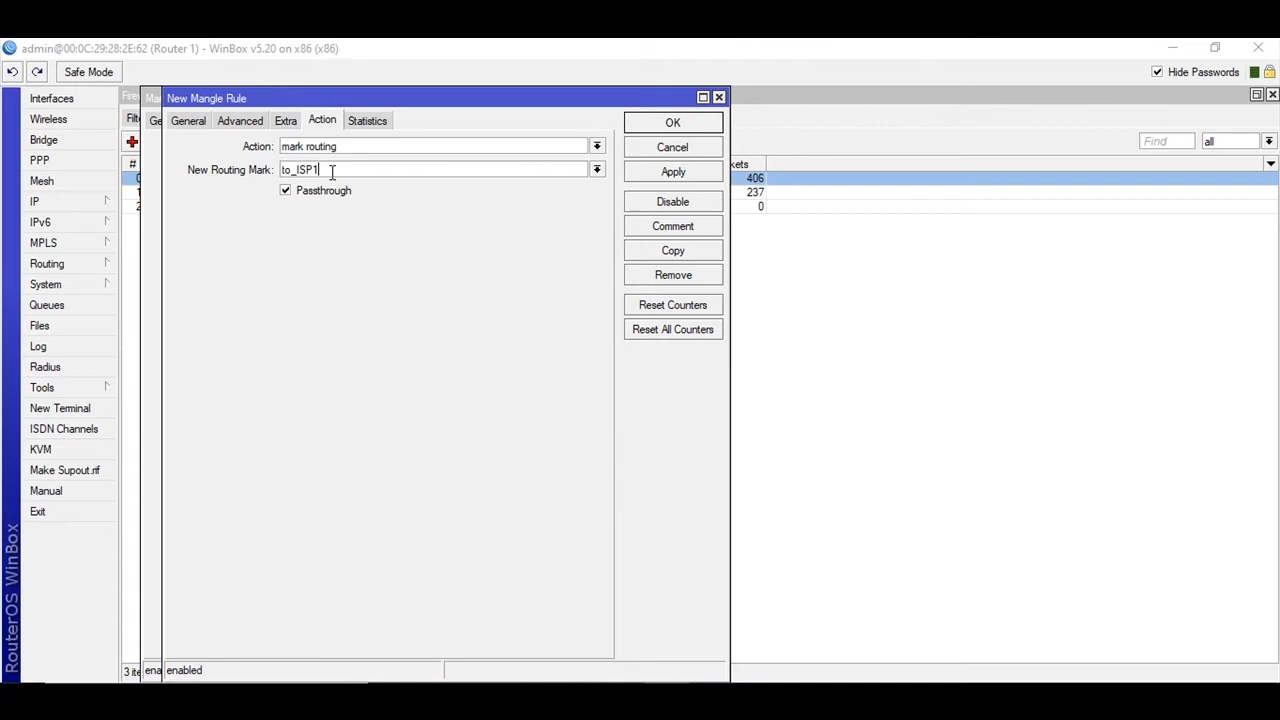 admin@00:0C:29:28:2E:62 (Router 1) - WinBox v5.20 on x86 (x86)
Safe Mode
Hide Passwords
Interfaces
Wireless
Bridge
PPP
Mesh
IP
IPv6
MPLS
Routing
System
Queues
Files
Log
Radius
Tools
New Terminal
ISDN Channels
KVM
Make Supout.rif
Manual
Exit
RouterOS WinBox
New Mangle Rule
General
Advanced
Extra
Action
Statistics
Action: mark routing
New Routing Mark: to_ISP1
Passthrough
OK
Cancel
Apply
Disable
Comment
Copy
Remove
Reset Counters
Reset All Counters
enabled
Find
all
#
406
237
0